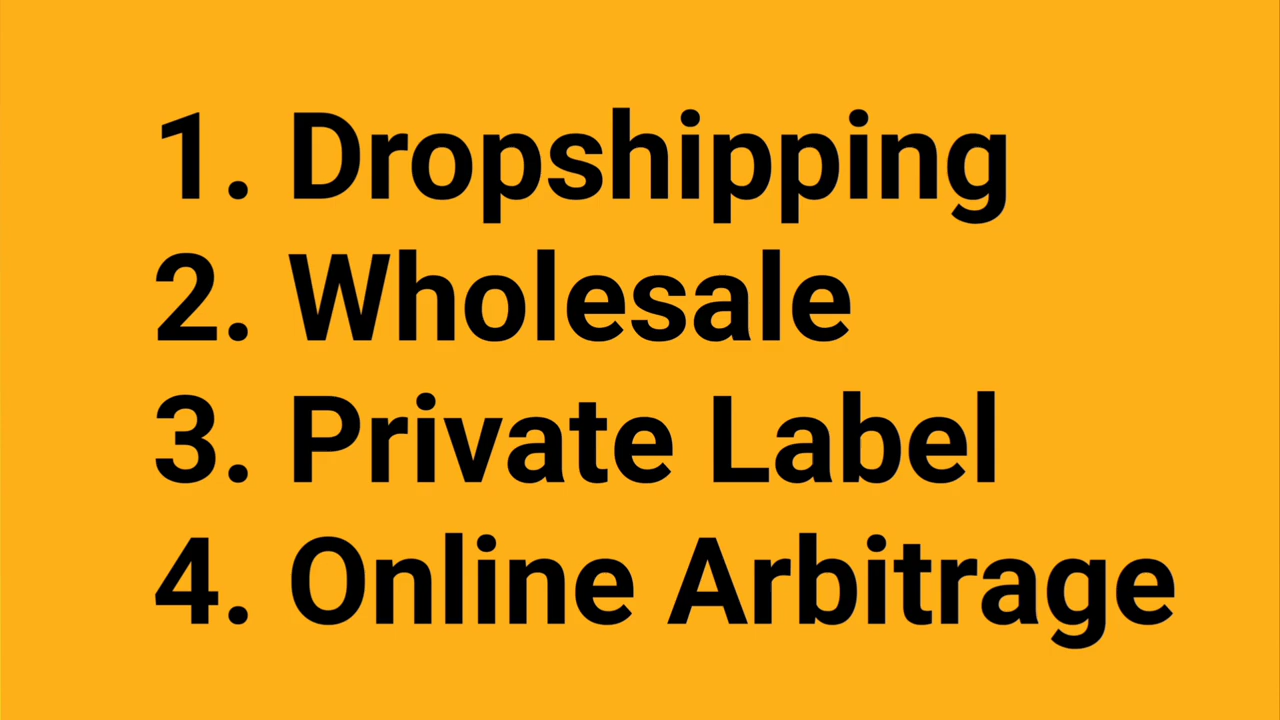 1. Dropshipping
2. Wholesale
3. Private Label
4. Online Arbitrage